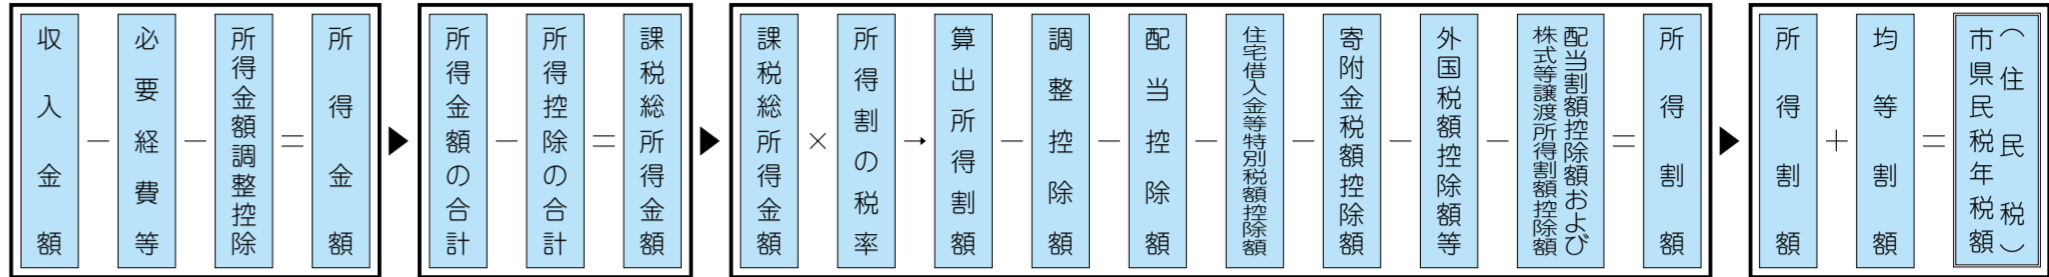 収入金額
－
必要経費等
－
所得金額調整控除
＝
所得金額
▶
所得金額の合計
－
所得控除の合計
＝
課税総所得金額
▶
課税総所得金額
×
所得割の税率
→
算出所得割額
－
調整控除額
－
配当控除額
－
住宅借入金等特別税額控除額
－
寄附金税額控除額
－
外国税額控除額等
－
配当割額控除額および
株式等譲渡所得割額控除額
＝
所得割額
▶
所得割額
＋
均等割額
＝
（住民税）
市県民税年税額